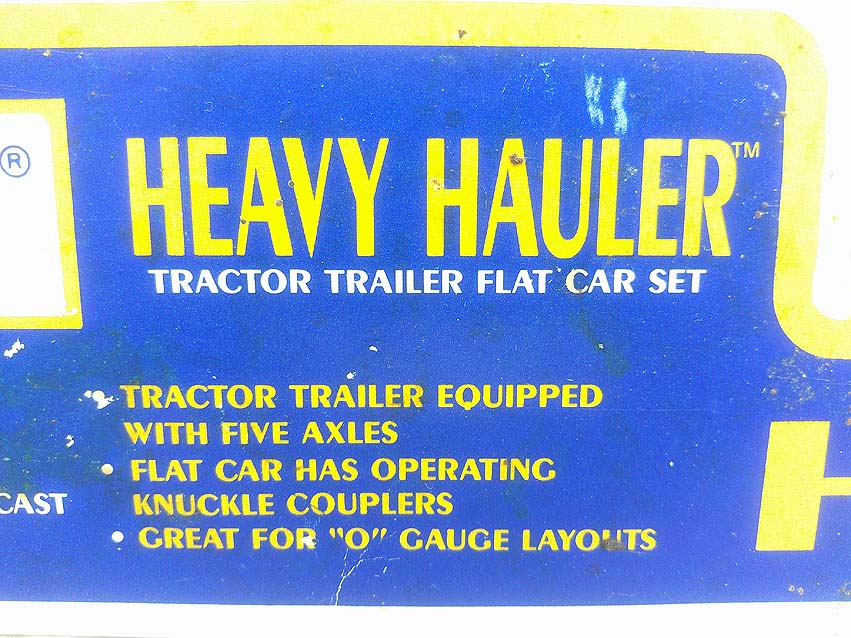 ®
HEAVY HAULER™
TRACTOR TRAILER FLAT CAR SET
• TRACTOR TRAILER EQUIPPED
WITH FIVE AXLES
• FLAT CAR HAS OPERATING
CAST
KNUCKLE COUPLERS
• GREAT FOR "O" GAUGE LAYOUTS
H